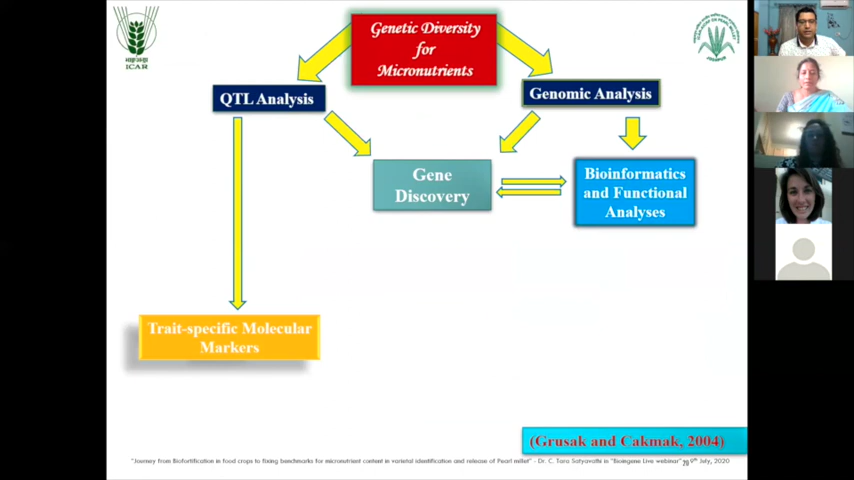 Genetic Diversity
for
Micronutrients
ICAR
QTL Analysis
Genomic Analysis
Gene
Discovery
Bioinformatics
and Functional
Analyses
Trait-specific Molecular
Markers
(Grusak and Cakmak, 2004)
"Journey from Biofortification in food crops to fixing benchmarks for micronutrient content in varietal identification and release of Pearl millet" - Dr. C. Tara Satyavathi in "Bioingene Live webinar" 9th July, 2020